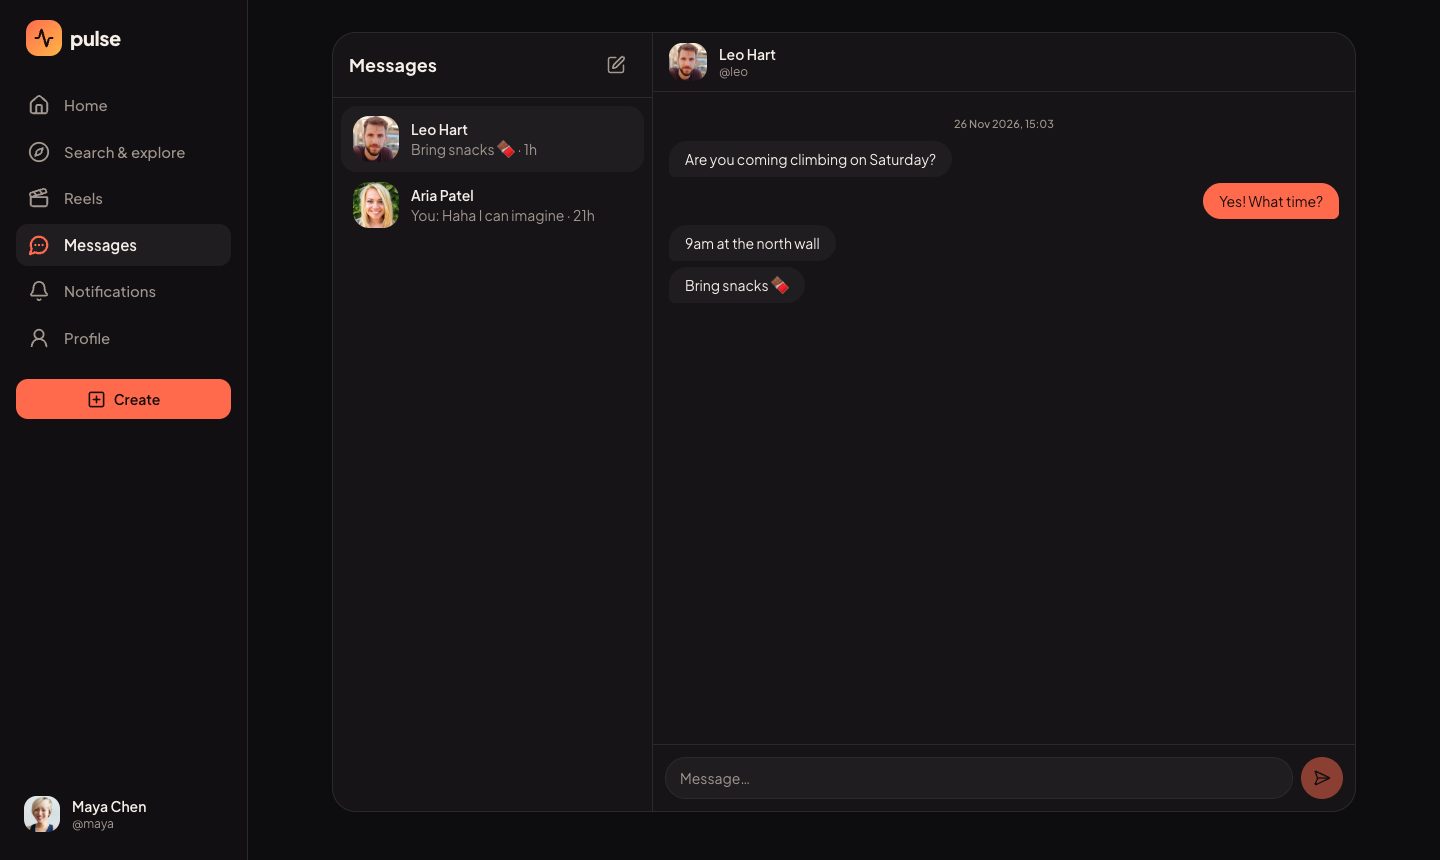 pulse
Home
Search & explore
Reels
Messages
Notifications
Profile
Create
Maya Chen
@maya
Messages
Leo Hart
Bring snacks 🍫 · 1h
Aria Patel
You: Haha I can imagine · 21h
Leo Hart
@leo
26 Nov 2026, 15:03
Are you coming climbing on Saturday?
Yes! What time?
9am at the north wall
Bring snacks 🍫
Message…